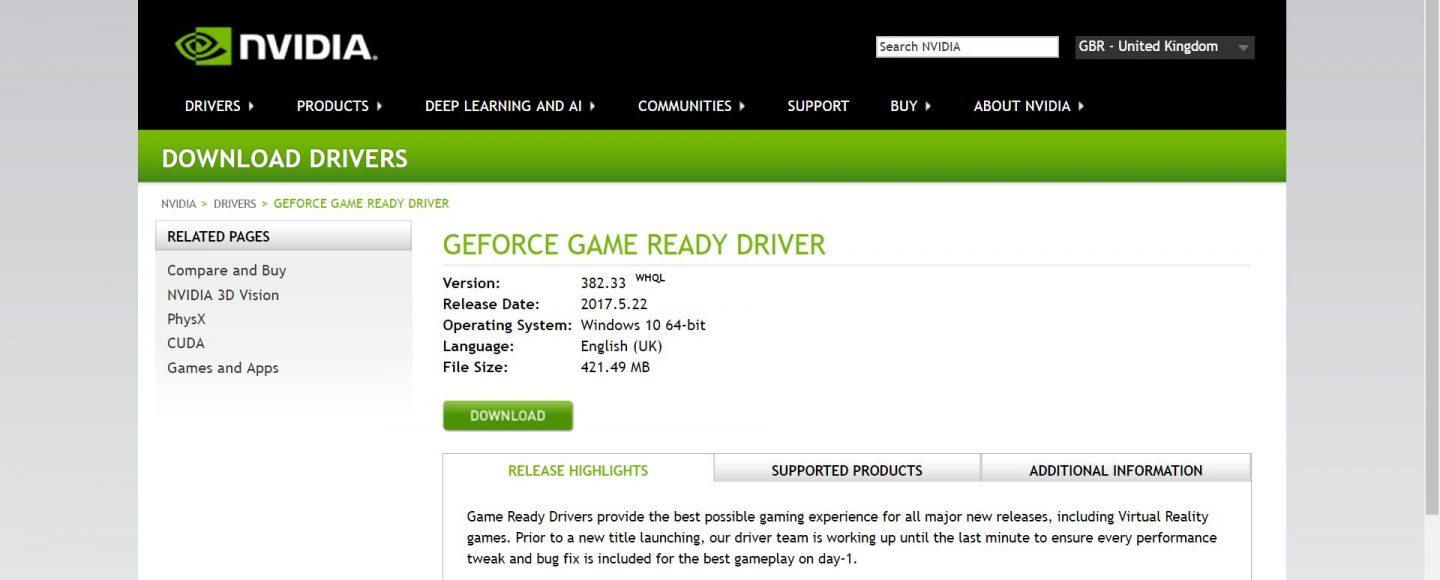 NVIDIA.
Search NVIDIA
GBR - United Kingdom
DRIVERS PRODUCTS DEEP LEARNING AND AI COMMUNITIES SUPPORT BUY ABOUT NVIDIA
DOWNLOAD DRIVERS
NVIDIA > DRIVERS > GEFORCE GAME READY DRIVER
RELATED PAGES
Compare and Buy
NVIDIA 3D Vision
PhysX
CUDA
Games and Apps
GEFORCE GAME READY DRIVER
Version: 382.33 WHQL
Release Date: 2017.5.22
Operating System: Windows 10 64-bit
Language: English (UK)
File Size: 421.49 MB
DOWNLOAD
RELEASE HIGHLIGHTS SUPPORTED PRODUCTS ADDITIONAL INFORMATION
Game Ready Drivers provide the best possible gaming experience for all major new releases, including Virtual Reality
games. Prior to a new title launching, our driver team is working up until the last minute to ensure every performance
tweak and bug fix is included for the best gameplay on day-1.